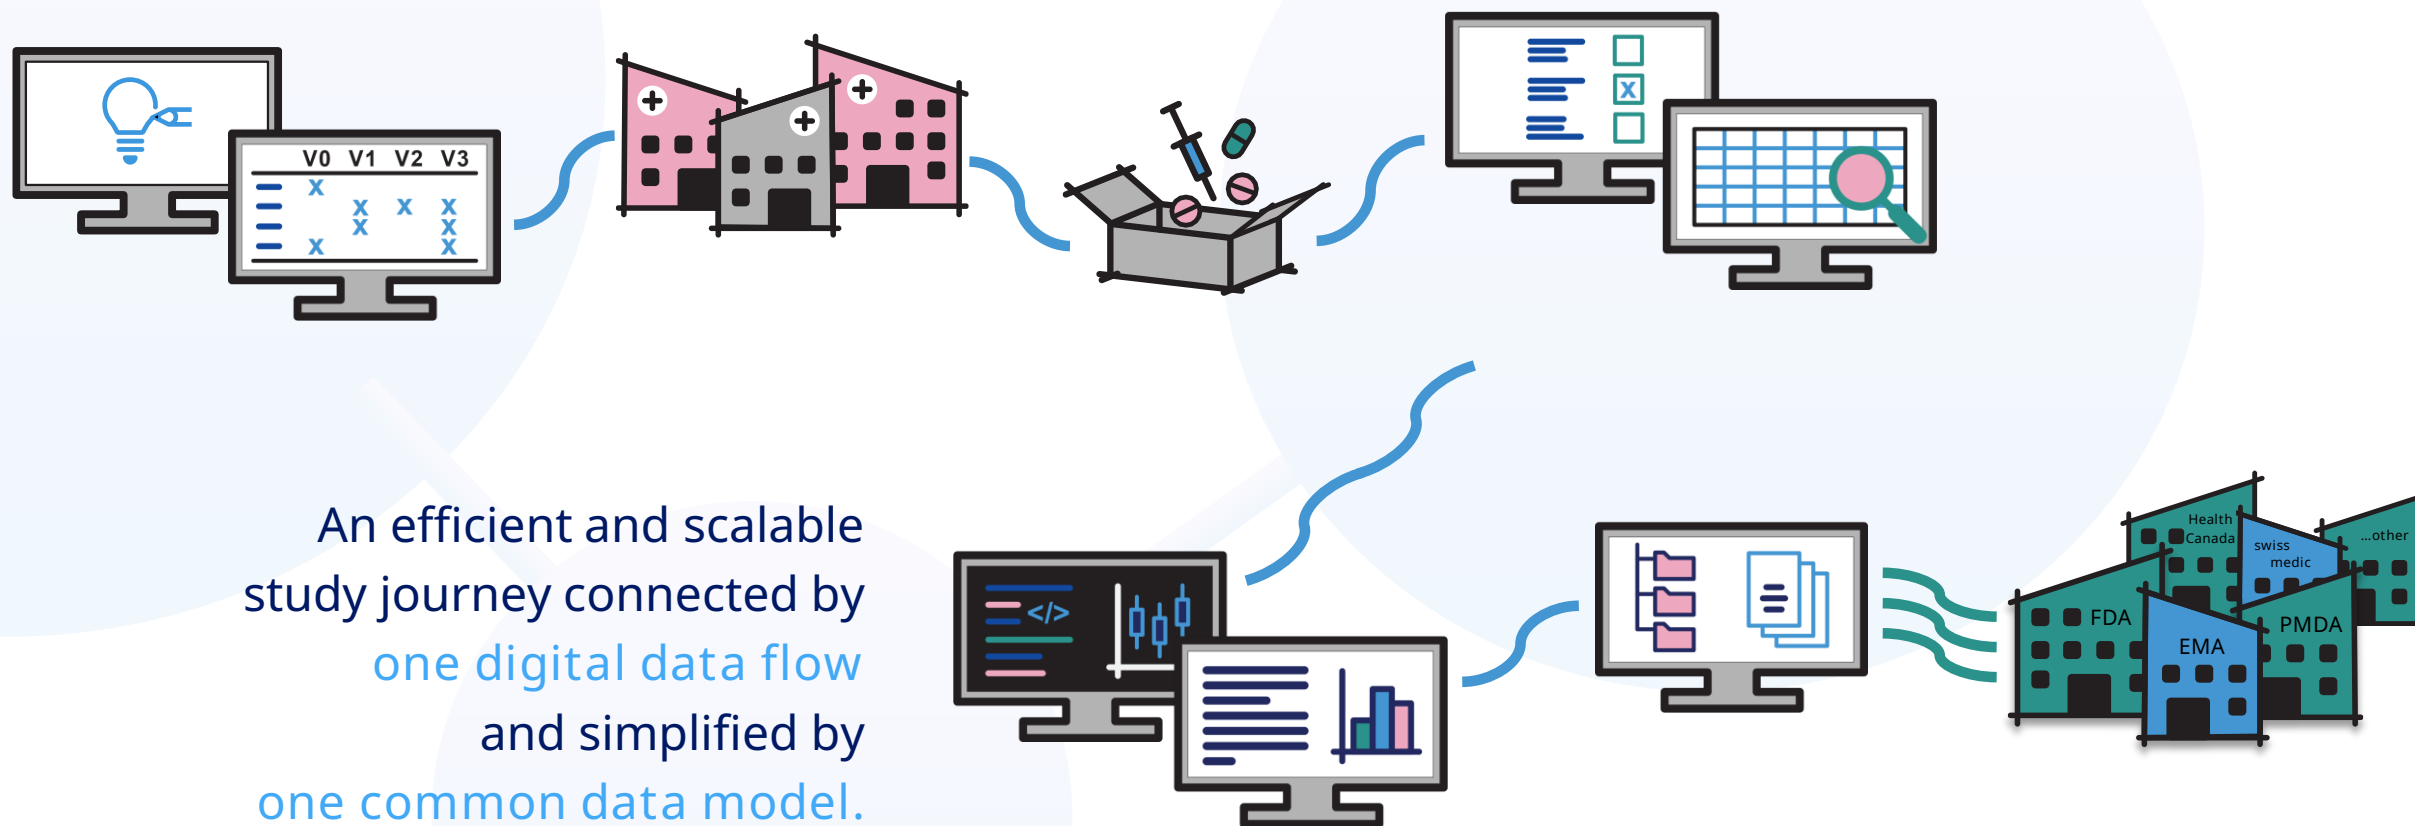 V0 V1 V2 V3
x
x x x
x x
x x
x
An efficient and scalable
study journey connected by
one digital data flow
and simplified by
one common data model.
</>
Health
Canada
swiss
medic
...other
FDA
EMA
PMDA